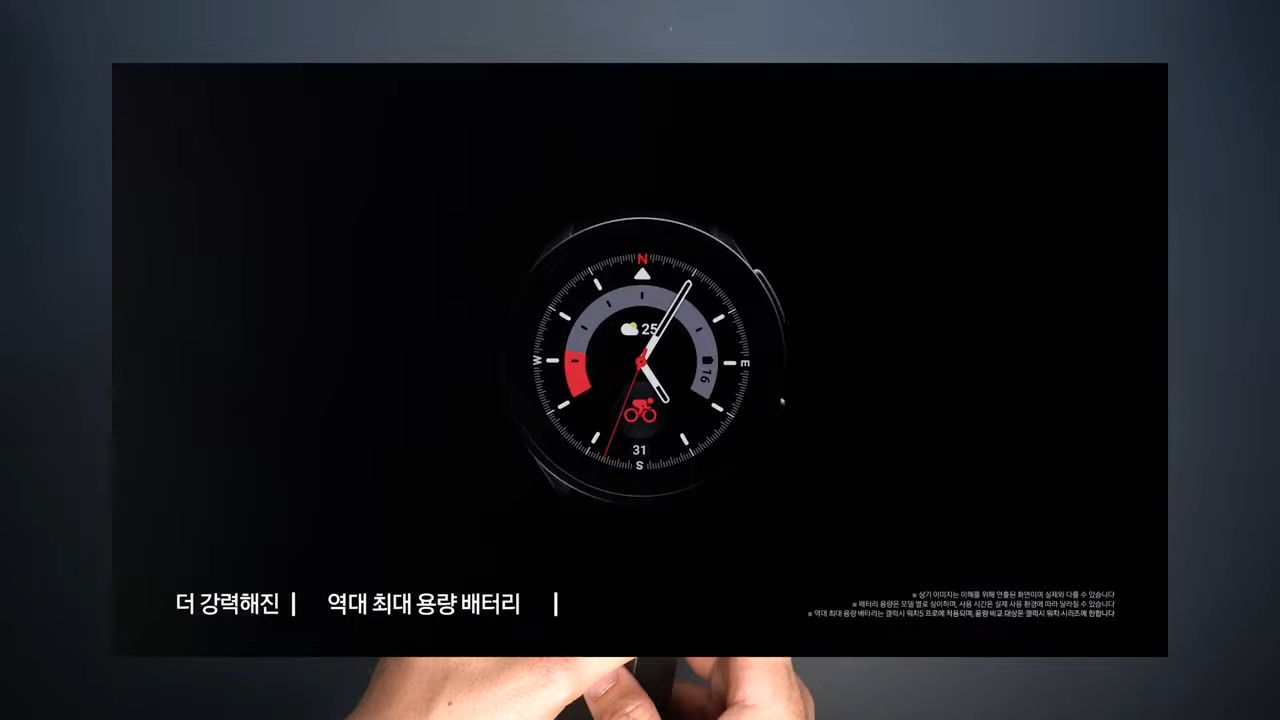 N
25
W
E
16
31
S
더 강력해진 | 역대 최대 용량 배터리 |
※ 상기 이미지는 이해를 위해 연출된 화면이며 실제와 다를 수 있습니다
※ 배터리 용량은 모델 별로 상이하며, 사용 시간은 실제 사용 환경에 따라 달라질 수 있습니다
※ 역대 최대 용량 배터리는 갤럭시 워치5 프로에 적용되며, 용량 비교 대상은 갤럭시 워치 시리즈에 한합니다